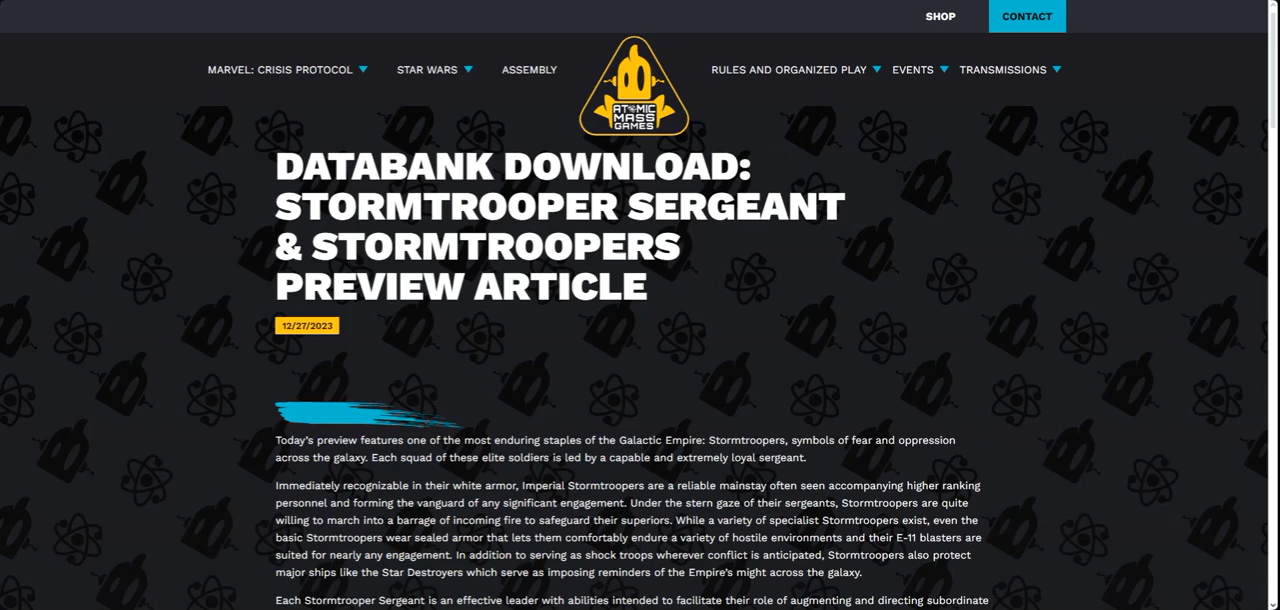 SHOP
CONTACT
MARVEL: CRISIS PROTOCOL
STAR WARS
ASSEMBLY
ATOMIC
MASS
GAMES
RULES AND ORGANIZED PLAY
EVENTS
TRANSMISSIONS
DATABANK DOWNLOAD:
STORMTROOPER SERGEANT
& STORMTROOPERS
PREVIEW ARTICLE
12/27/2023
Today's preview features one of the most enduring staples of the Galactic Empire: Stormtroopers, symbols of fear and oppression
across the galaxy. Each squad of these elite soldiers is led by a capable and extremely loyal sergeant.
Immediately recognizable in their white armor, Imperial Stormtroopers are a reliable mainstay often seen accompanying higher ranking
personnel and forming the vanguard of any significant engagement. Under the stern gaze of their sergeants, Stormtroopers are quite
willing to march into a barrage of incoming fire to safeguard their superiors. While a variety of specialist Stormtroopers exist, even the
basic Stormtroopers wear sealed armor that lets them comfortably endure a variety of hostile environments and their E-11 blasters are
suited for nearly any engagement. In addition to serving as shock troops wherever conflict is anticipated, Stormtroopers also protect
major ships like the Star Destroyers which serve as imposing reminders of the Empire's might across the galaxy.
Each Stormtrooper Sergeant is an effective leader with abilities intended to facilitate their role of augmenting and directing subordinate